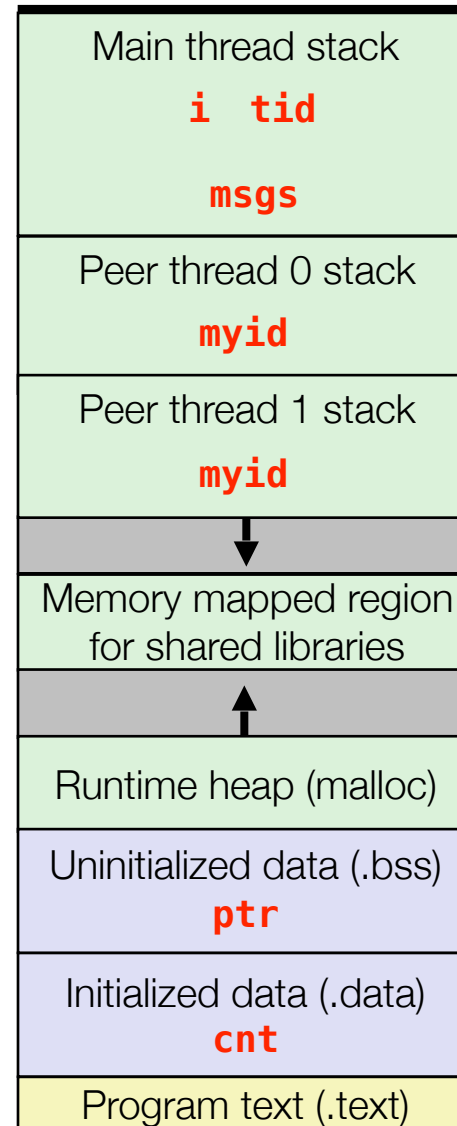 Main thread stack
i tid
msgs
Peer thread 0 stack
myid
Peer thread 1 stack
myid
Memory mapped region
for shared libraries
Runtime heap (malloc)
Uninitialized data (.bss)
ptr
Initialized data (.data)
cnt
Program text (.text)